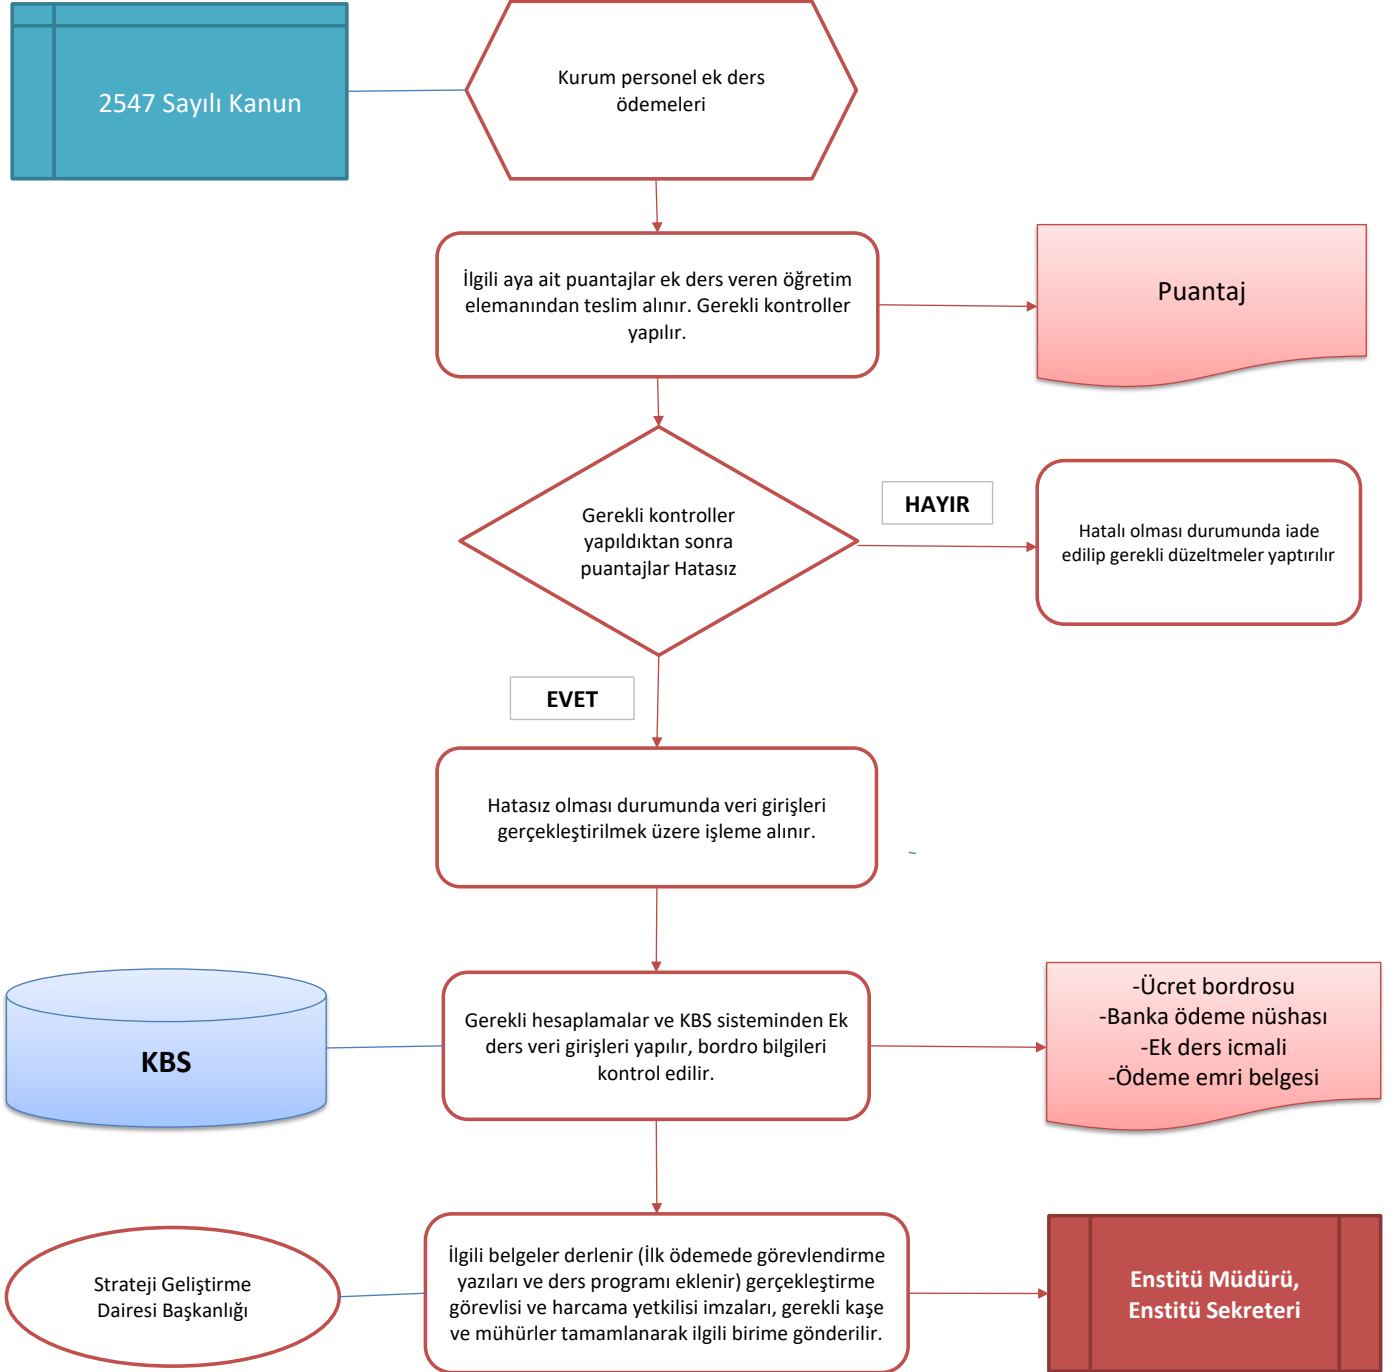 2547 Sayılı Kanun
Kurum personel ek ders
ödemeleri
İlgili aya ait puantajlar ek ders veren öğretim
elemanından teslim alınır. Gerekli kontroller
yapılır.
Puantaj
Gerekli kontroller
yapıldıktan sonra
puantajlar Hatasız
HAYIR
Hatalı olması durumunda iade
edilip gerekli düzeltmeler yaptırılır
EVET
Hatasız olması durumunda veri girişleri
gerçekleştirilmek üzere işleme alınır.
KBS
Gerekli hesaplamalar ve KBS sisteminden Ek
ders veri girişleri yapılır, bordro bilgileri
kontrol edilir.
-Ücret bordrosu
-Banka ödeme nüshası
-Ek ders icmali
-Ödeme emri belgesi
Strateji Geliştirme
Dairesi Başkanlığı
İlgili belgeler derlenir (İlk ödemede görevlendirme
yazıları ve ders programı eklenir) gerçekleştirme
görevlisi ve harcama yetkilisi imzaları, gerekli kaşe
ve mühürler tamamlanarak ilgili birime gönderilir.
Enstitü Müdürü,
Enstitü Sekreteri